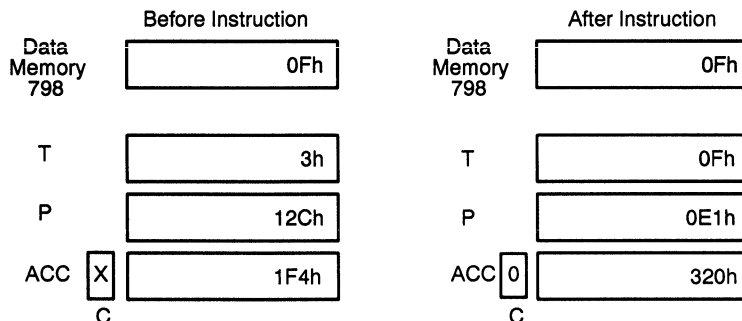 Before Instruction
Data
Memory
798
0Fh
T
3h
P
12Ch
ACC
X
1F4h
C
After Instruction
Data
Memory
798
0Fh
T
0Fh
P
0E1h
ACC
0
320h
C